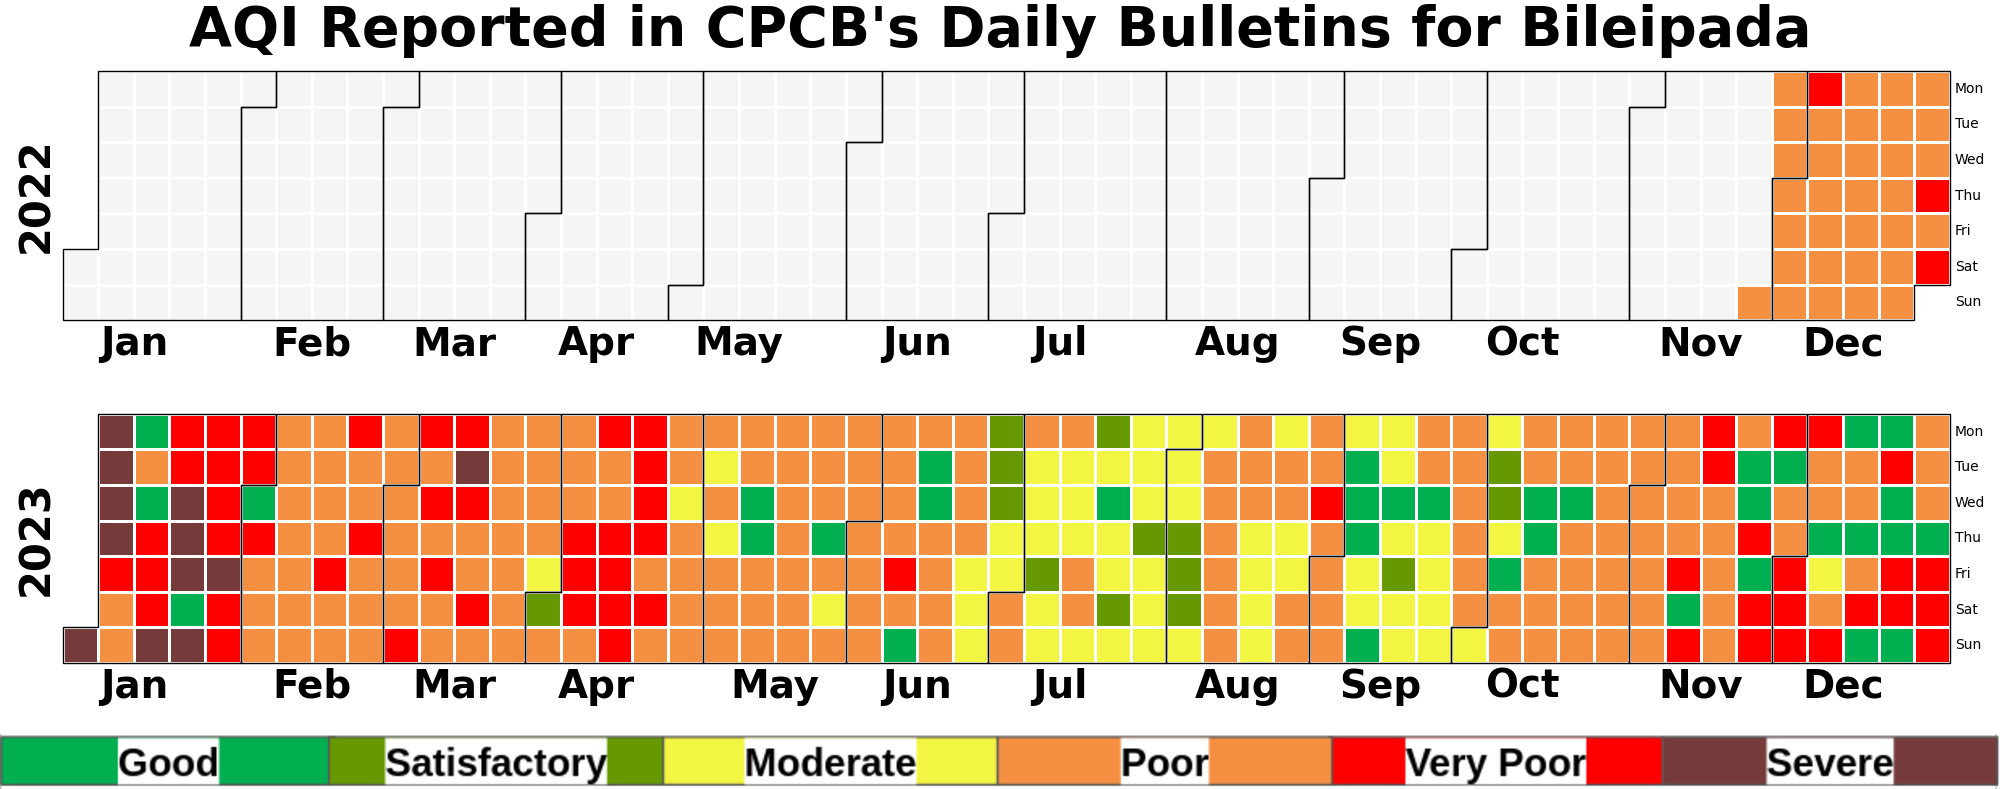 AQI Reported in CPCB's Daily Bulletins for Bileipada
2022
Mon
Tue
Wed
Thu
Fri
Sat
Sun
Jan Feb Mar Apr May Jun Jul Aug Sep Oct Nov Dec
2023
Mon
Tue
Wed
Thu
Fri
Sat
Sun
Jan Feb Mar Apr May Jun Jul Aug Sep Oct Nov Dec
Good Satisfactory Moderate Poor Very Poor Severe